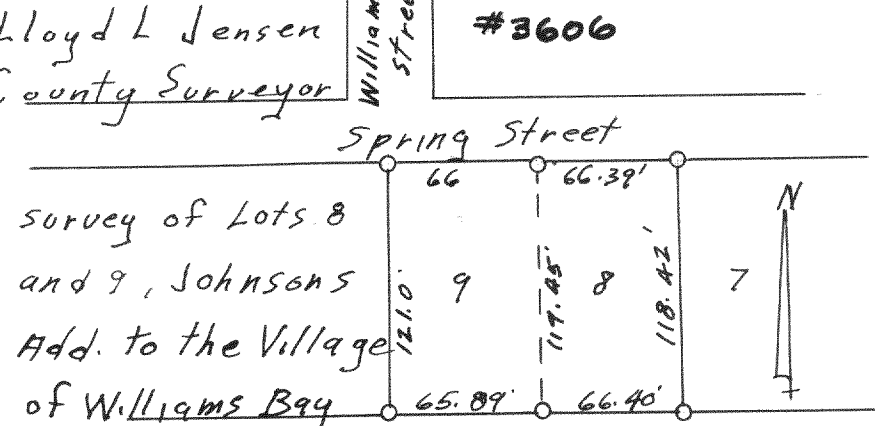 Lloyd L Jensen
County Surveyor
Williams
Street
#3606
Spring Street
66
66.39'
Survey of Lots 8
and 9, Johnsons
Add. to the Village
of Williams Bay
121.0'
9
119.45'
8
118.42'
7
N
65.89'
66.40'